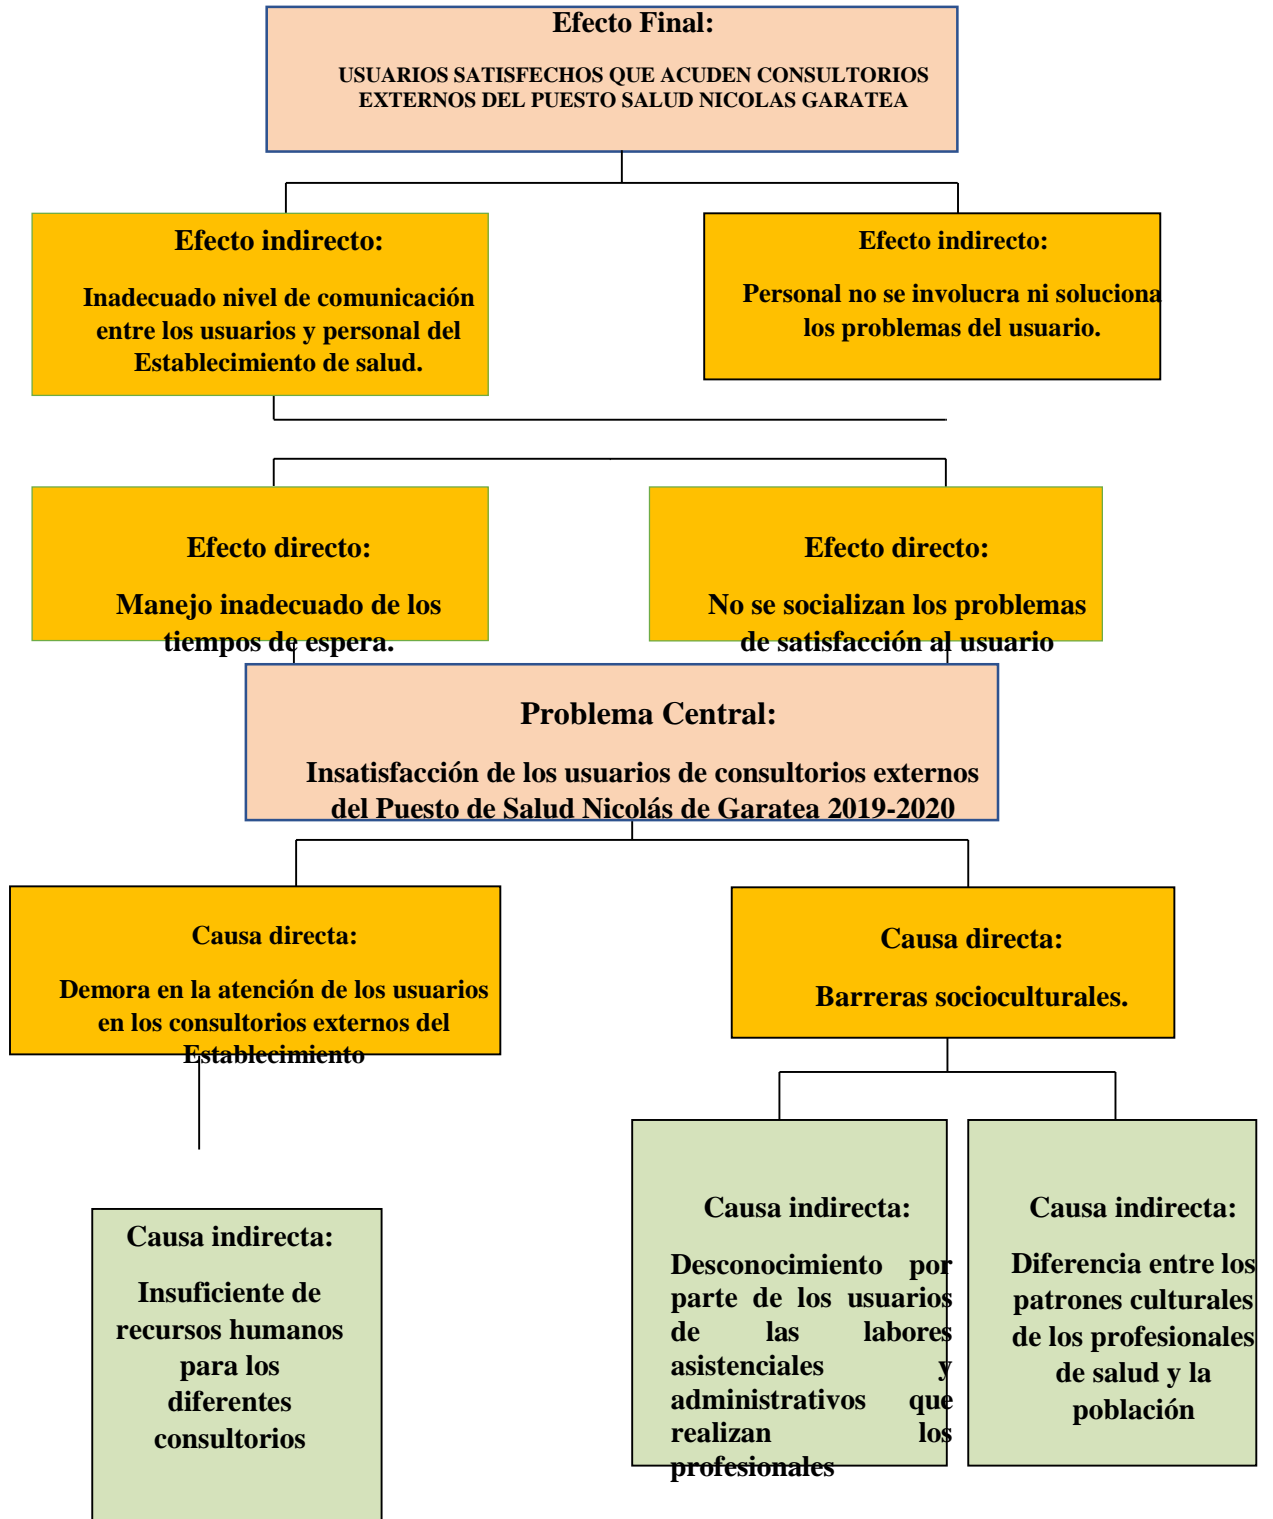 Efecto Final:
USUARIOS SATISFECHOS QUE ACUDEN CONSULTORIOS
EXTERNOS DEL PUESTO SALUD NICOLAS GARATEA
Efecto indirecto:
Inadecuado nivel de comunicación
entre los usuarios y personal del
Establecimiento de salud.
Efecto indirecto:
Personal no se involucra ni soluciona
los problemas del usuario.
Efecto directo:
Manejo inadecuado de los
tiempos de espera.
Efecto directo:
No se socializan los problemas
de satisfacción al usuario
Problema Central:
Insatisfacción de los usuarios de consultorios externos
del Puesto de Salud Nicolás de Garatea 2019-2020
Causa directa:
Demora en la atención de los usuarios
en los consultorios externos del
Establecimiento
Causa directa:
Barreras socioculturales.
Causa indirecta:
Insuficiente de
recursos humanos
para los
diferentes
consultorios
Causa indirecta:
Desconocimiento por
parte de los usuarios
de las labores
asistenciales y
administrativos que
realizan los
profesionales
Causa indirecta:
Diferencia entre los
patrones culturales
de los profesionales
de salud y la
población